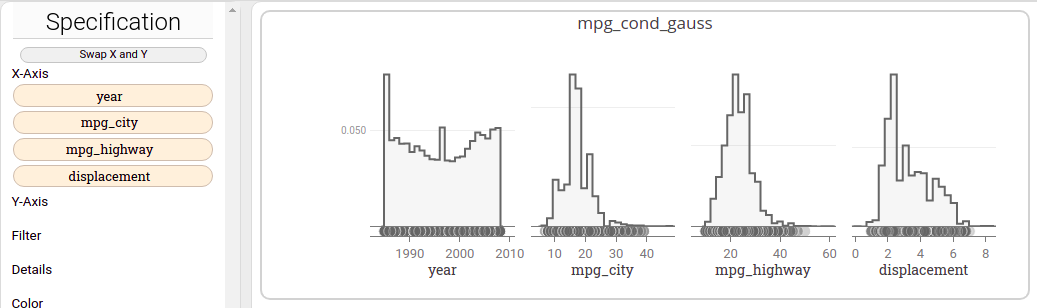 Specification
Swap X and Y
X-Axis
year
mpg_city
mpg_highway
displacement
Y-Axis
Filter
Details
Color
mpg_cond_gauss
0.050
1990 2000 2010
year
10 20 30 40
mpg_city
20 40 60
mpg_highway
0 2 4 6 8
displacement